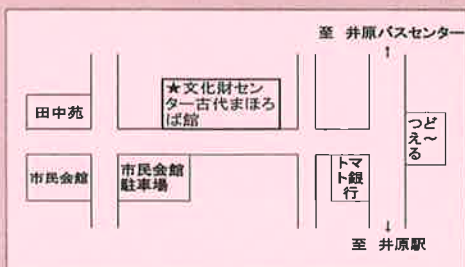 至 井原バスセンター
↑
★文化財セン
ター古代まほろ
ば館
田中苑
ど～
つえる
市民会館
市民会館
駐車場
トマ
ト銀
行
↓
至 井原駅